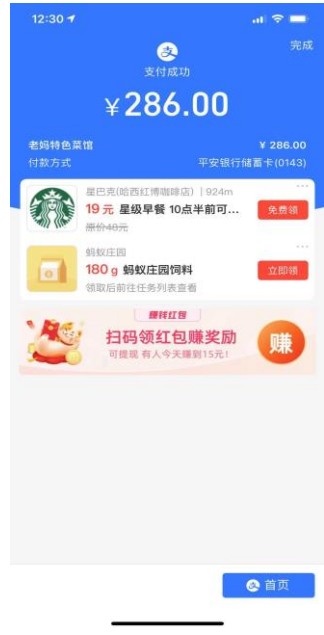 12:30
完成
支付成功
¥286.00
老妈特色菜馆 ¥ 286.00
付款方式 平安银行储蓄卡(0143)
星巴克(哈西红博咖啡店) | 924m
19元 星级早餐 10点半前可... 免费领
原价48元
蚂蚁庄园
180g 蚂蚁庄园饲料 立即领
领取后前往任务列表查看
赚钱红包
扫码领红包赚奖励
可提现 有人今天赚到15元!
赚
首页